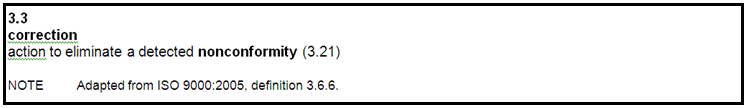 3.3
correction
action to eliminate a detected nonconformity (3.21)
NOTE Adapted from ISO 9000:2005, definition 3.6.6.